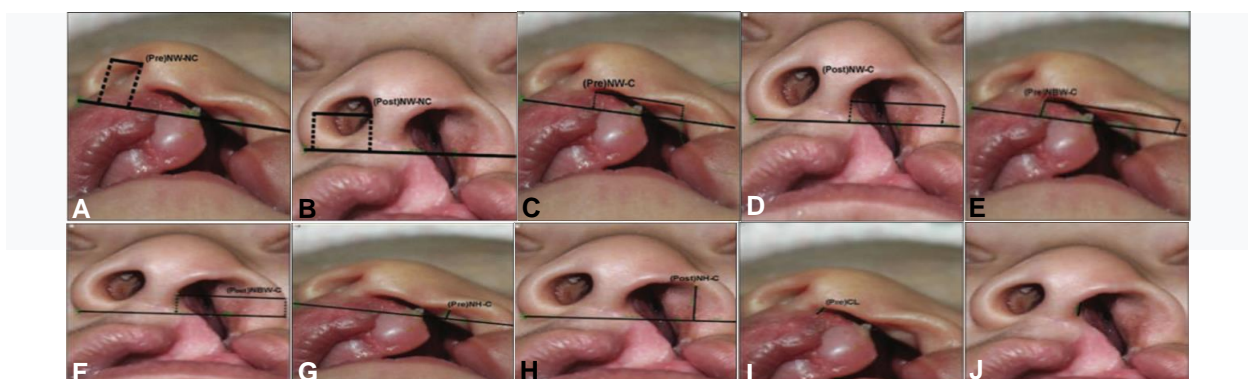 (Pre)NW-NC
A
(Post)NW-NC
B
(Pre)NW-C
C
(Post)NW-C
D
(Pre)NBW-C
E
(Post)NBW-C
F
(Pre)NH-C
G
(Post)NH-C
H
(Pre)CL
I
J